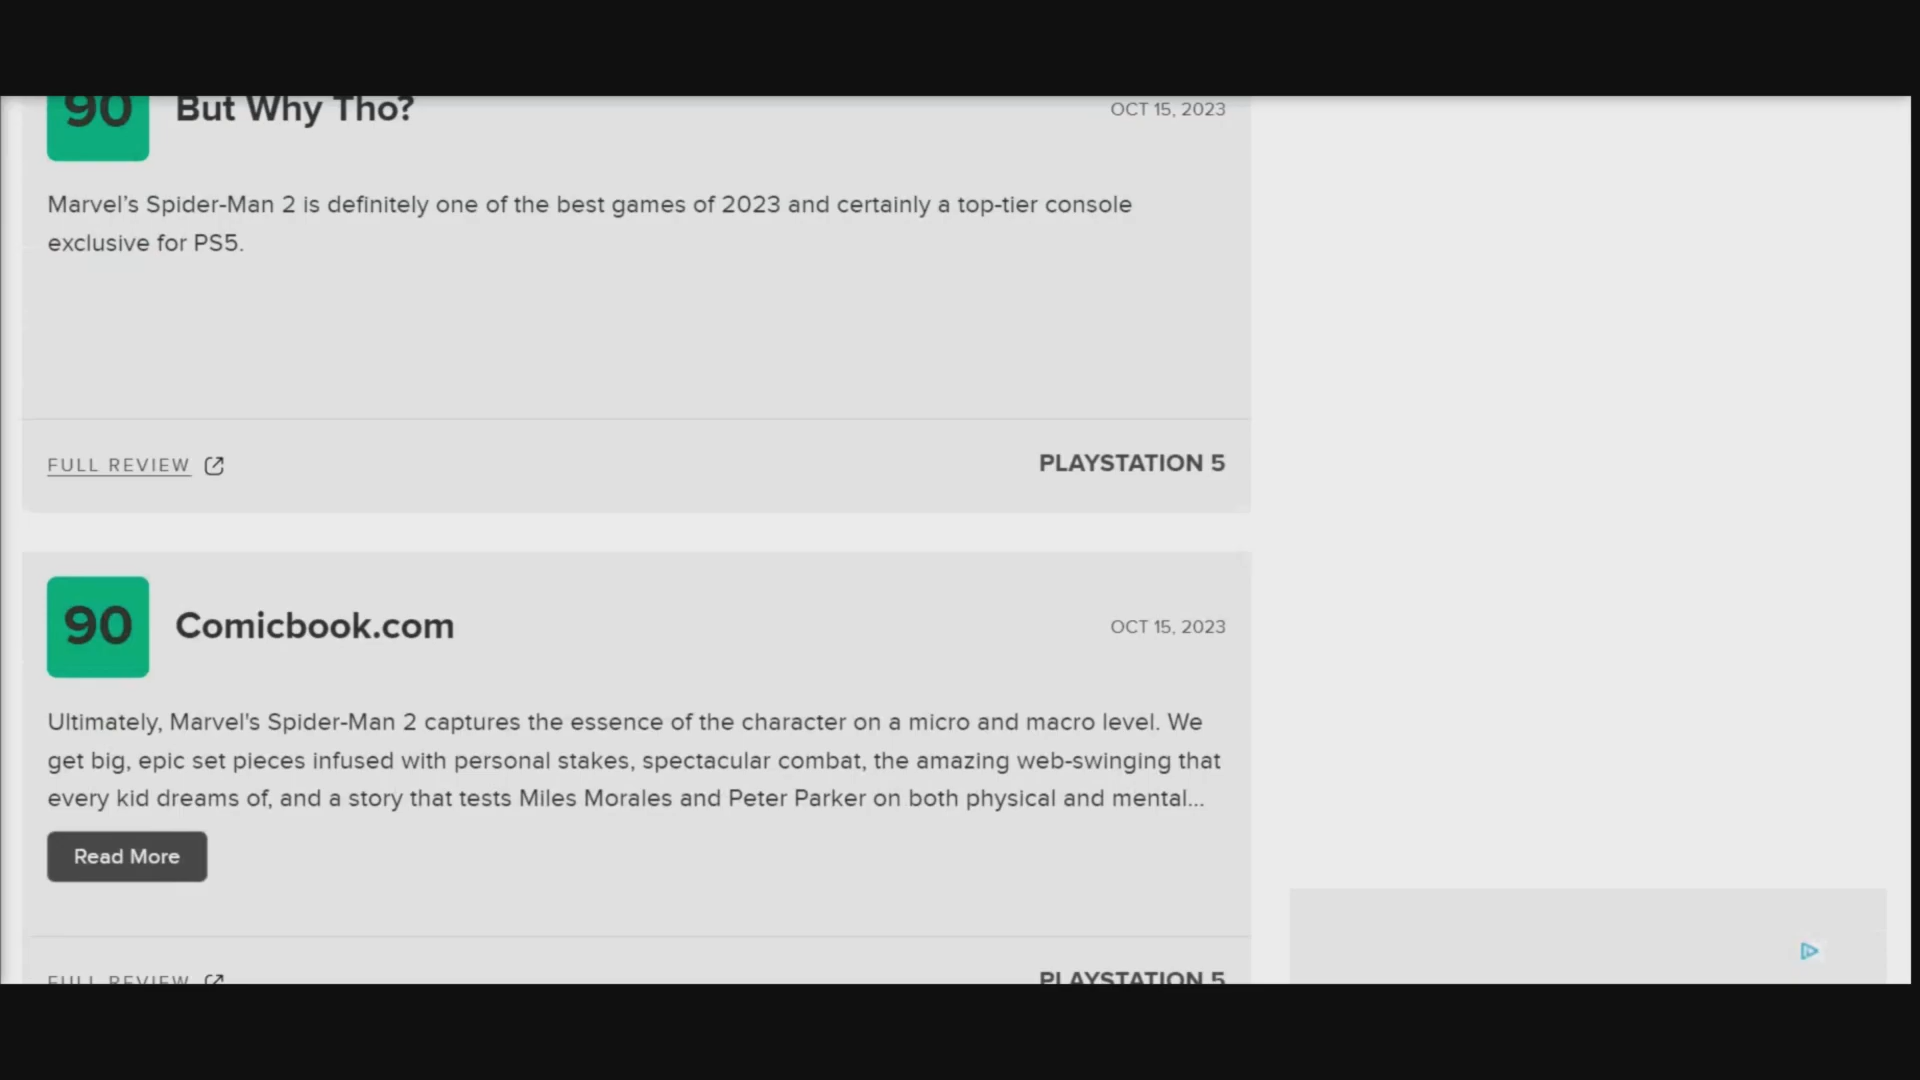 90 But Why Tho? OCT 15, 2023
Marvel’s Spider-Man 2 is definitely one of the best games of 2023 and certainly a top-tier console
exclusive for PS5.
FULL REVIEW PLAYSTATION 5
90 Comicbook.com OCT 15, 2023
Ultimately, Marvel's Spider-Man 2 captures the essence of the character on a micro and macro level. We
get big, epic set pieces infused with personal stakes, spectacular combat, the amazing web-swinging that
every kid dreams of, and a story that tests Miles Morales and Peter Parker on both physical and mental...
Read More
FULL REVIEW PLAYSTATION 5